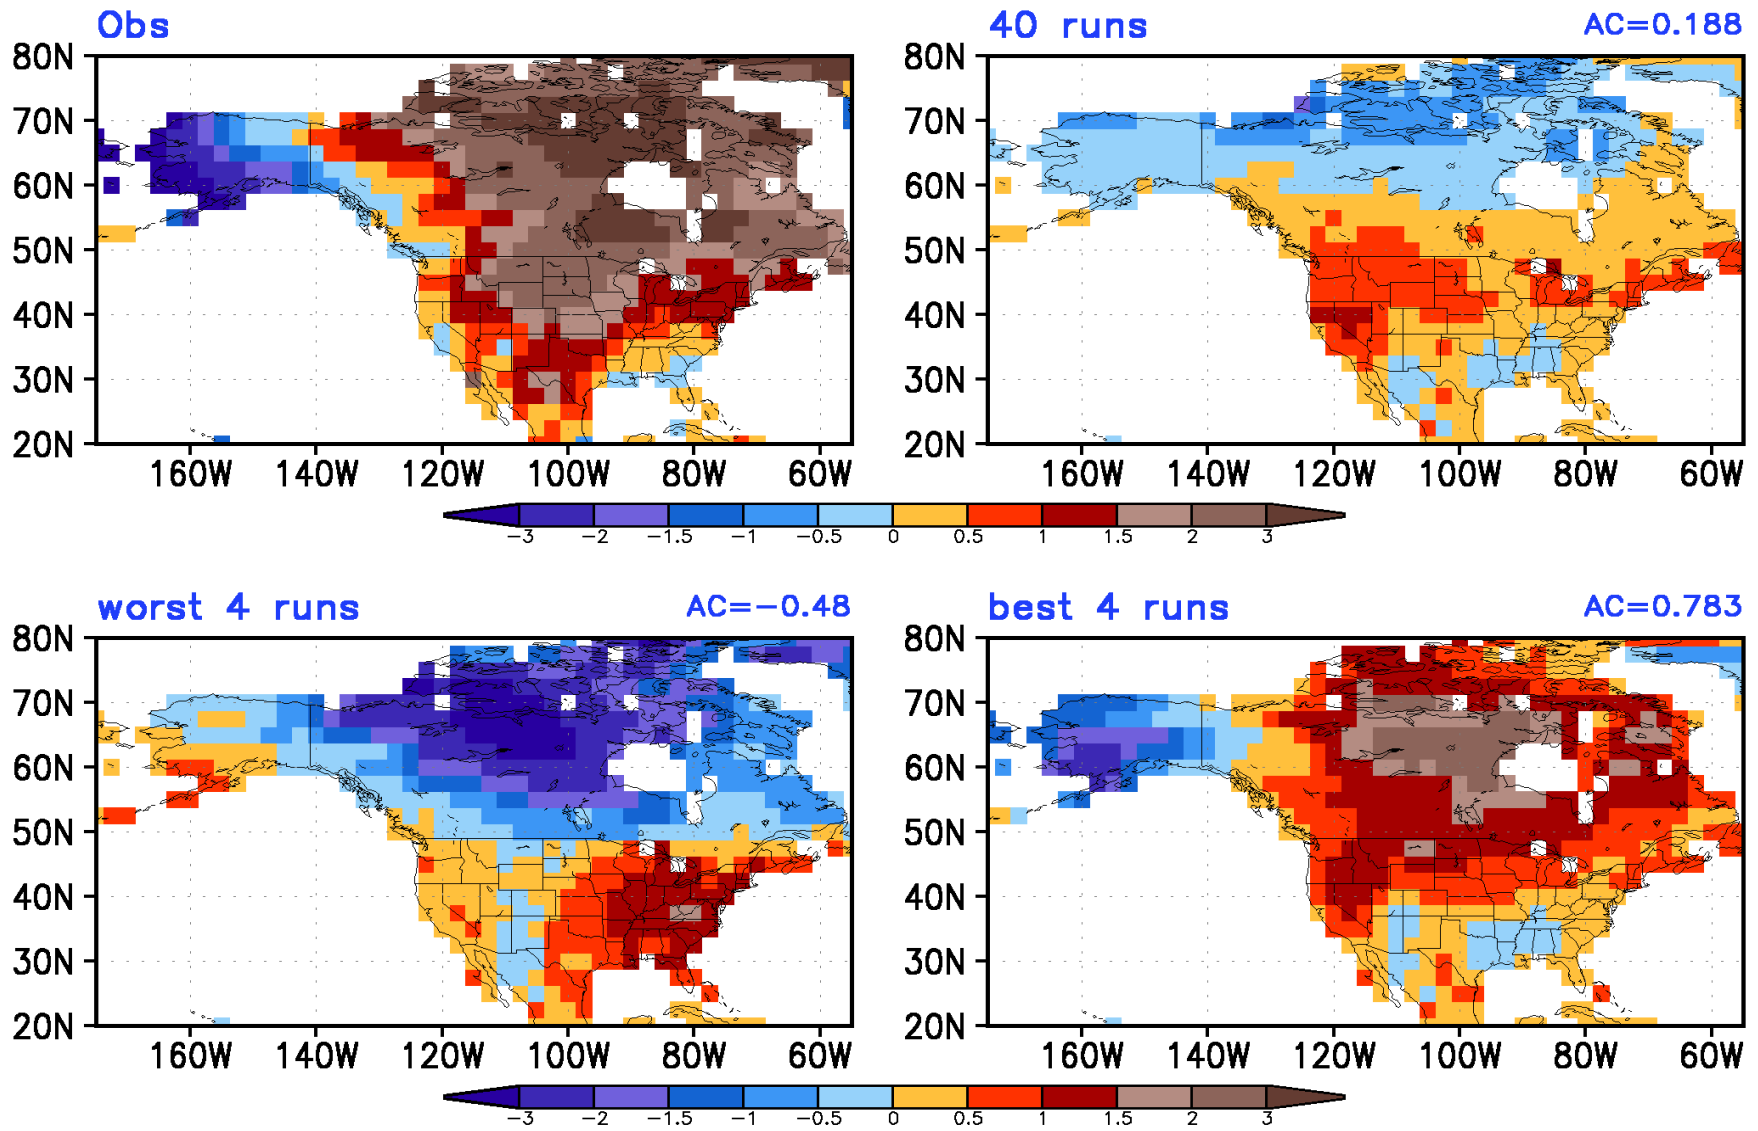 Obs
40 runs AC=0.188
80N 80N
70N 70N
60N 60N
50N 50N
40N 40N
30N 30N
20N 20N
160W 140W 120W 100W 80W 60W 160W 140W 120W 100W 80W 60W
-3 -2 -1.5 -1 -0.5 0 0.5 1 1.5 2 3
worst 4 runs AC=-0.48
best 4 runs AC=0.783
80N 80N
70N 70N
60N 60N
50N 50N
40N 40N
30N 30N
20N 20N
160W 140W 120W 100W 80W 60W 160W 140W 120W 100W 80W 60W
-3 -2 -1.5 -1 -0.5 0 0.5 1 1.5 2 3